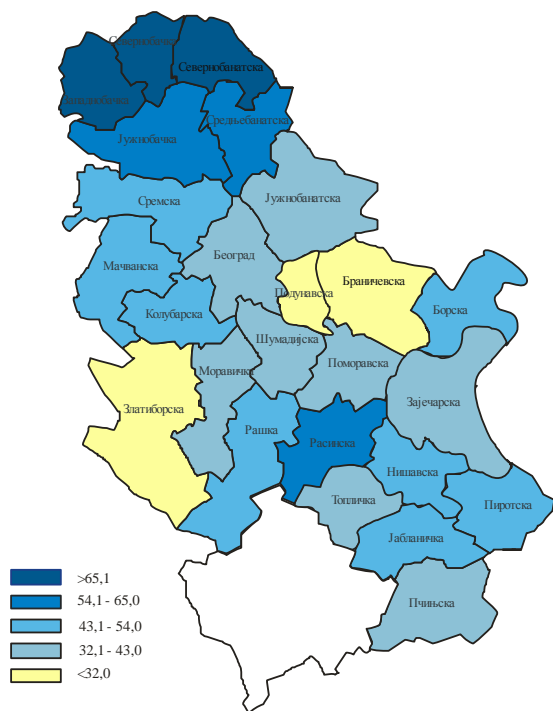 Севернобачка
Севернобанатска
Западнобачка
Средњебанатска
Јужнобачка
Сремска
Јужнобанатска
Београд
Мачванска
Браничевска
Подунавска
Колубарска
Борска
Шумадијска
Поморавска
Моравичка
Златиборска
Зајечарска
Рашка
Расинска
Нишавска
Топличка
Пиротска
Јабланичка
Пчињска
>65,1
54,1 - 65,0
43,1 - 54,0
32,1 - 43,0
<32,0